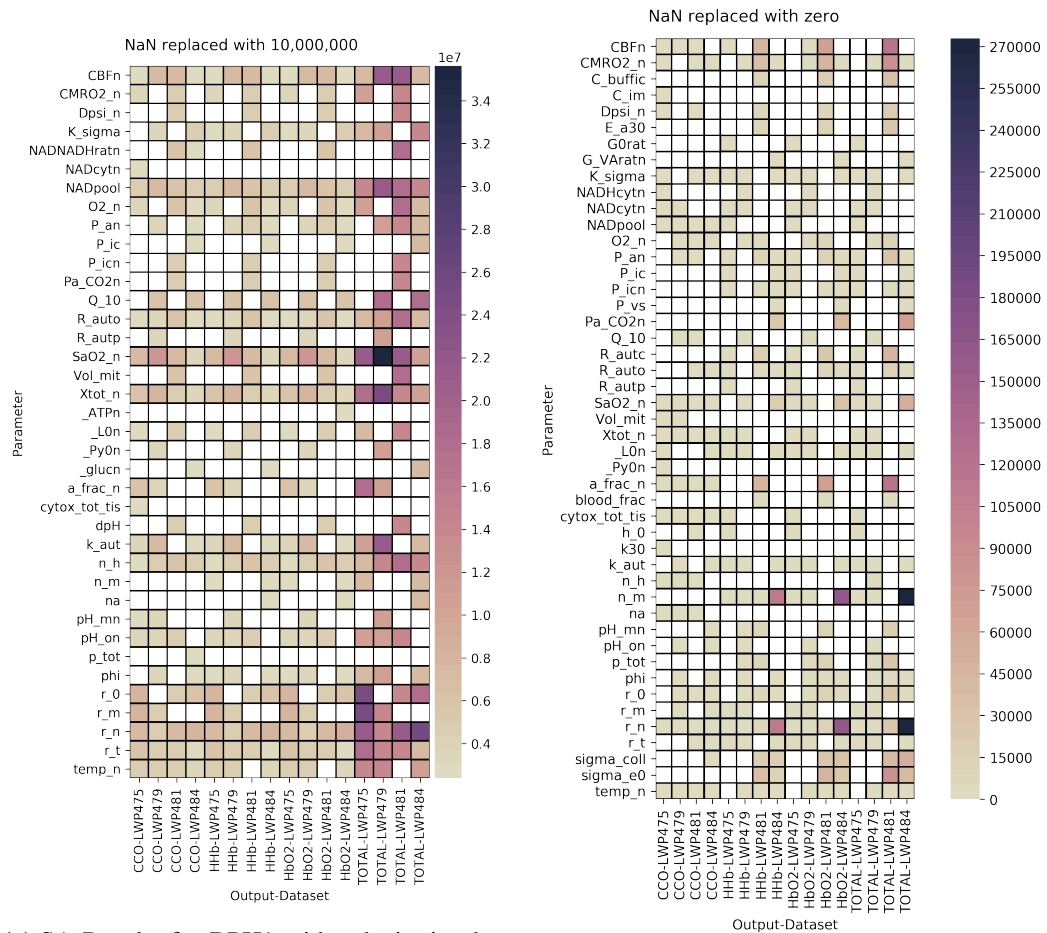 NaN replaced with 10,000,000
1e7
CBFn
CMRO2_n
Dpsi_n
K_sigma
NADNADHratn
NADcytn
NADpool
O2_n
P_an
P_ic
P_icn
Pa_CO2n
Q_10
R_auto
R_autp
SaO2_n
Vol_mit
Xtot_n
_ATPn
_L0n
_Py0n
_glucn
a_frac_n
cytox_tot_tis
dpH
k_aut
n_h
n_m
na
pH_mn
pH_on
p_tot
phi
r_0
r_m
r_n
r_t
temp_n
Parameter
3.4
3.2
3.0
2.8
2.6
2.4
2.2
2.0
1.8
1.6
1.4
1.2
1.0
0.8
0.6
0.4
CCO-LWP475
CCO-LWP479
CCO-LWP481
CCO-LWP484
HHb-LWP475
HHb-LWP479
HHb-LWP481
HHb-LWP484
HbO2-LWP475
HbO2-LWP479
HbO2-LWP481
HbO2-LWP484
TOTAL-LWP475
TOTAL-LWP479
TOTAL-LWP481
TOTAL-LWP484
Output-Dataset
NaN replaced with zero
CBFn
CMRO2_n
C_buffic
C_im
Dpsi_n
E_a30
G0rat
G_VAratn
K_sigma
NADHcytn
NADcytn
NADpool
O2_n
P_an
P_ic
P_icn
P_vs
Pa_CO2n
Q_10
R_autc
R_auto
R_autp
SaO2_n
Vol_mit
Xtot_n
_L0n
_Py0n
a_frac_n
blood_frac
cytox_tot_tis
h_0
k30
k_aut
n_h
n_m
na
pH_mn
pH_on
p_tot
phi
r_0
r_m
r_n
r_t
sigma_coll
sigma_e0
temp_n
Parameter
270000
255000
240000
225000
210000
195000
180000
165000
150000
135000
120000
105000
90000
75000
60000
45000
30000
15000
0
CCO-LWP475
CCO-LWP479
CCO-LWP481
CCO-LWP484
HHb-LWP475
HHb-LWP479
HHb-LWP481
HHb-LWP484
HbO2-LWP475
HbO2-LWP479
HbO2-LWP481
HbO2-LWP484
TOTAL-LWP475
TOTAL-LWP479
TOTAL-LWP481
TOTAL-LWP484
Output-Dataset